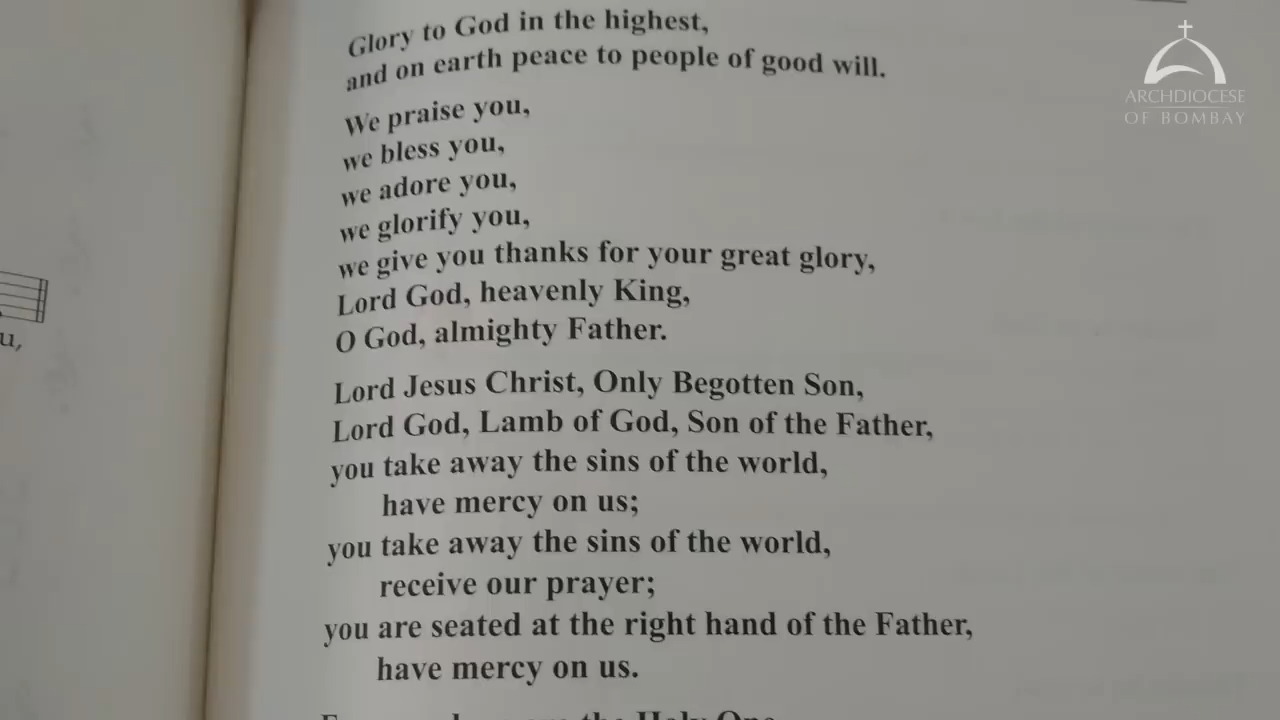 Glory to God in the highest,
and on earth peace to people of good will.
We praise you,
we bless you,
we adore you,
we glorify you,
we give you thanks for your great glory,
Lord God, heavenly King,
O God, almighty Father.
Lord Jesus Christ, Only Begotten Son,
Lord God, Lamb of God, Son of the Father,
you take away the sins of the world,
have mercy on us;
you take away the sins of the world,
receive our prayer;
you are seated at the right hand of the Father,
have mercy on us.
the Holy One
u,
ARCHDIOCESE
OF BOMBAY